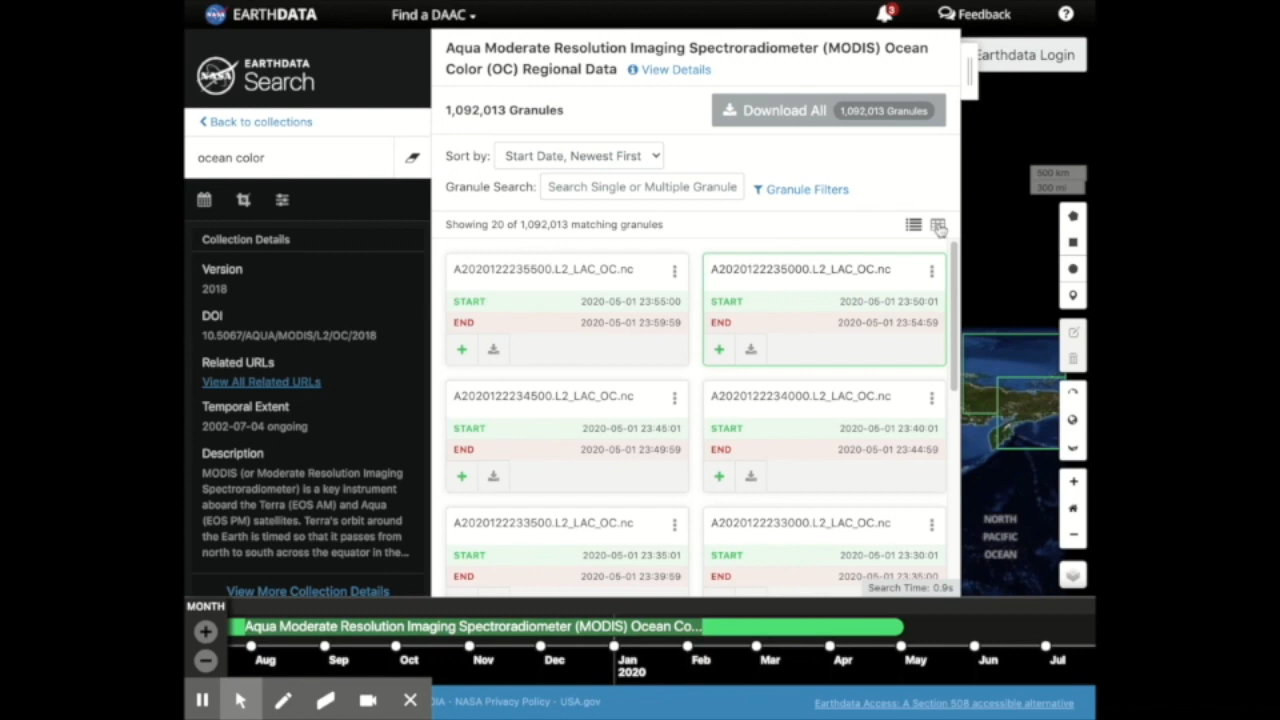 EARTHDATA
Find a DAAC
3
Feedback
?
EARTHDATA
Search
Back to collections
ocean color
Collection Details
Version
2018
DOI
10.5067/AQUA/MODIS/L2/OC/2018
Related URLs
View All Related URLs
Temporal Extent
2002-07-04 ongoing
Description
MODIS (or Moderate Resolution Imaging
Spectroradiometer) is a key instrument
aboard the Terra (EOS AM) and Aqua
(EOS PM) satellites. Terra's orbit around
the Earth is timed so that it passes from
north to south across the equator in the...
View More Collection Details
Aqua Moderate Resolution Imaging Spectroradiometer (MODIS) Ocean
Color (OC) Regional Data View Details
1,092,013 Granules
Download All 1,092,013 Granules
Sort by: Start Date, Newest First
Granule Search: Search Single or Multiple Granule
Granule Filters
Showing 20 of 1,092,013 matching granules
A2020122235500.L2_LAC_OC.nc
START 2020-05-01 23:55:00
END 2020-05-01 23:59:59
A2020122235000.L2_LAC_OC.nc
START 2020-05-01 23:50:01
END 2020-05-01 23:54:59
A2020122234500.L2_LAC_OC.nc
START 2020-05-01 23:45:01
END 2020-05-01 23:49:59
A2020122234000.L2_LAC_OC.nc
START 2020-05-01 23:40:01
END 2020-05-01 23:44:59
A2020122233500.L2_LAC_OC.nc
START 2020-05-01 23:35:01
END 2020-05-01 23:39:59
A2020122233000.L2_LAC_OC.nc
START 2020-05-01 23:30:01
END 2020-05-01 23:35:00
Search Time: 0.9s
Earthdata Login
500 km
300 mi
NORTH
PACIFIC
OCEAN
MONTH
Aqua Moderate Resolution Imaging Spectroradiometer (MODIS) Ocean Co...
Aug Sep Oct Nov Dec Jan Feb Mar Apr May Jun Jul
2020
NASA Privacy Policy · USA.gov
Earthdata Access: A Section 508 accessible alternative